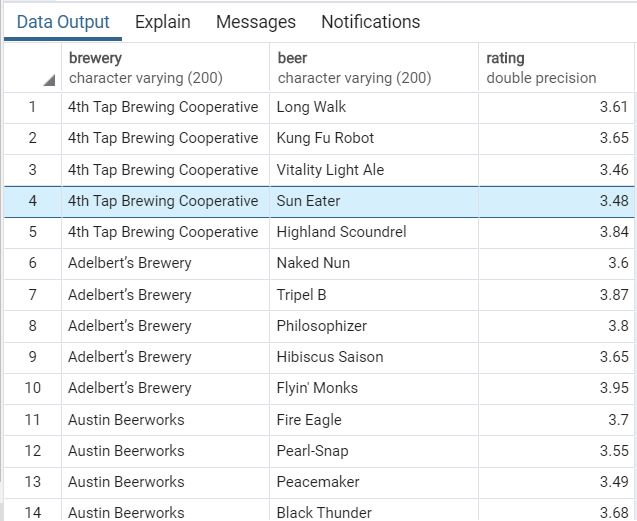 Data Output Explain Messages Notifications
brewery beer rating
character varying (200) character varying (200) double precision
1 4th Tap Brewing Cooperative Long Walk 3.61
2 4th Tap Brewing Cooperative Kung Fu Robot 3.65
3 4th Tap Brewing Cooperative Vitality Light Ale 3.46
4 4th Tap Brewing Cooperative Sun Eater 3.48
5 4th Tap Brewing Cooperative Highland Scoundrel 3.84
6 Adelbert’s Brewery Naked Nun 3.6
7 Adelbert’s Brewery Tripel B 3.87
8 Adelbert’s Brewery Philosophizer 3.8
9 Adelbert’s Brewery Hibiscus Saison 3.65
10 Adelbert’s Brewery Flyin' Monks 3.95
11 Austin Beerworks Fire Eagle 3.7
12 Austin Beerworks Pearl-Snap 3.55
13 Austin Beerworks Peacemaker 3.49
14 Austin Beerworks Black Thunder 3.68